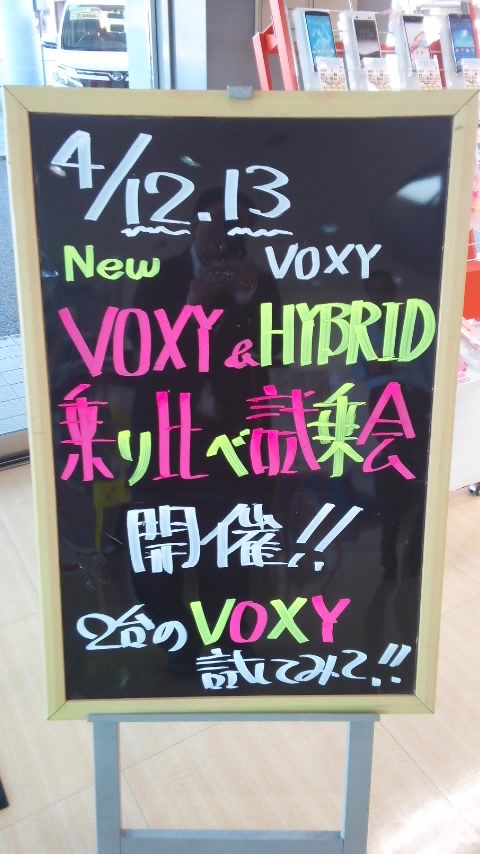 4/12.13
New VOXY
VOXY & HYBRID
乗り比べ試乗会
開催!!
2台のVOXY
試してみて!!